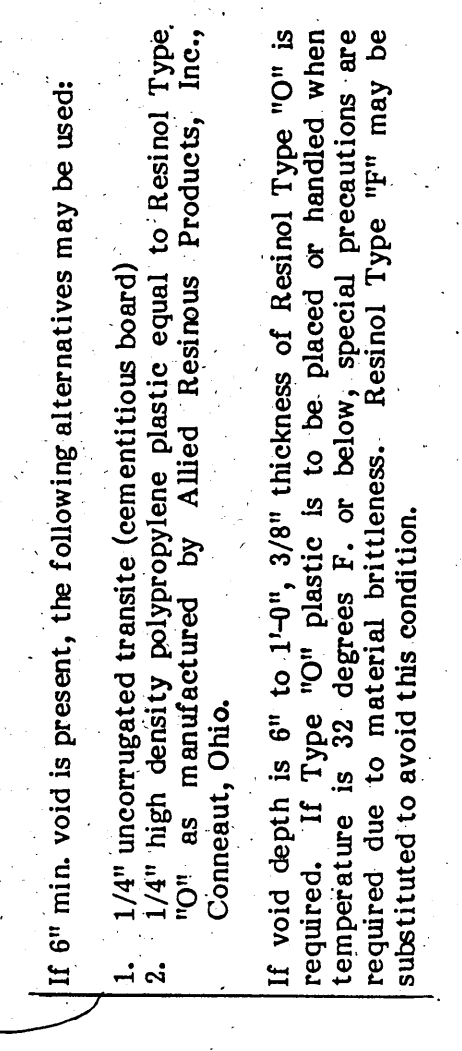 If 6" min. void is present, the following alternatives may be used:
1. 1/4" uncorrugated transite (cementitious board)
2. 1/4" high density polypropylene plastic equal to Resinol Type
"O" as manufactured by Allied Resinous Products, Inc.,
Conneaut, Ohio.
If void depth is 6" to 1'-0", 3/8" thickness of Resinol Type "O" is
required. If Type "O" plastic is to be placed or handled when
temperature is 32 degrees F. or below, special precautions are
required due to material brittleness. Resinol Type "F" may be
substituted to avoid this condition.